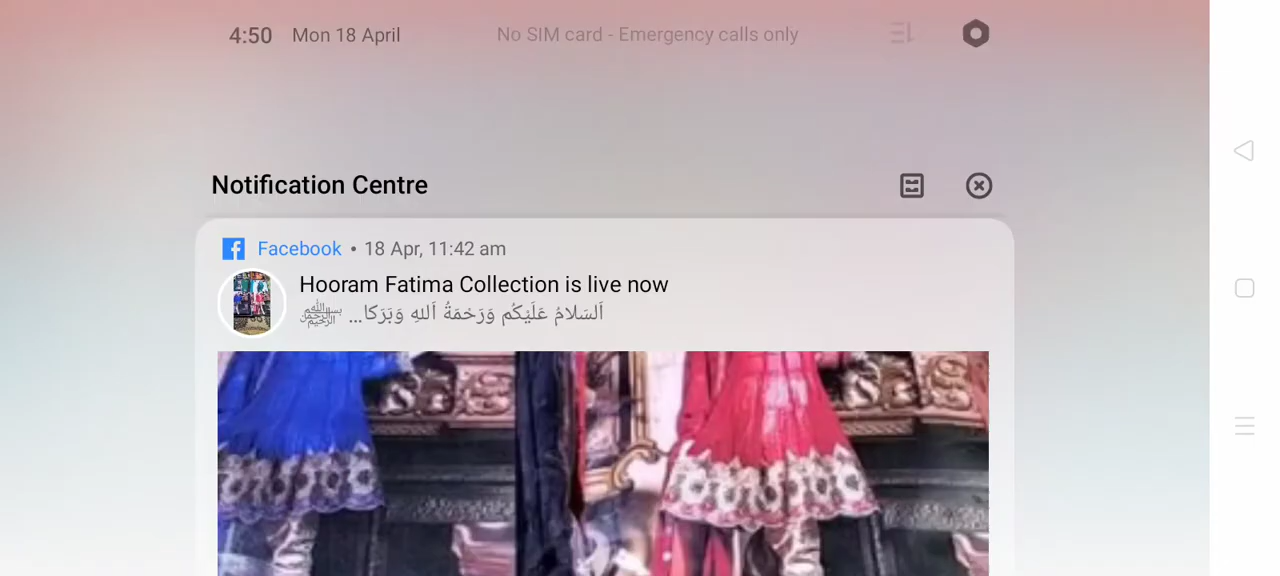 4:50 Mon 18 April No SIM card - Emergency calls only
Notification Centre
Facebook • 18 Apr, 11:42 am
Hooram Fatima Collection is live now
﷽ اَلسَلامُ عَلَيْكُم وَرَحمَةُ اَللهِ وَبَرَكا...